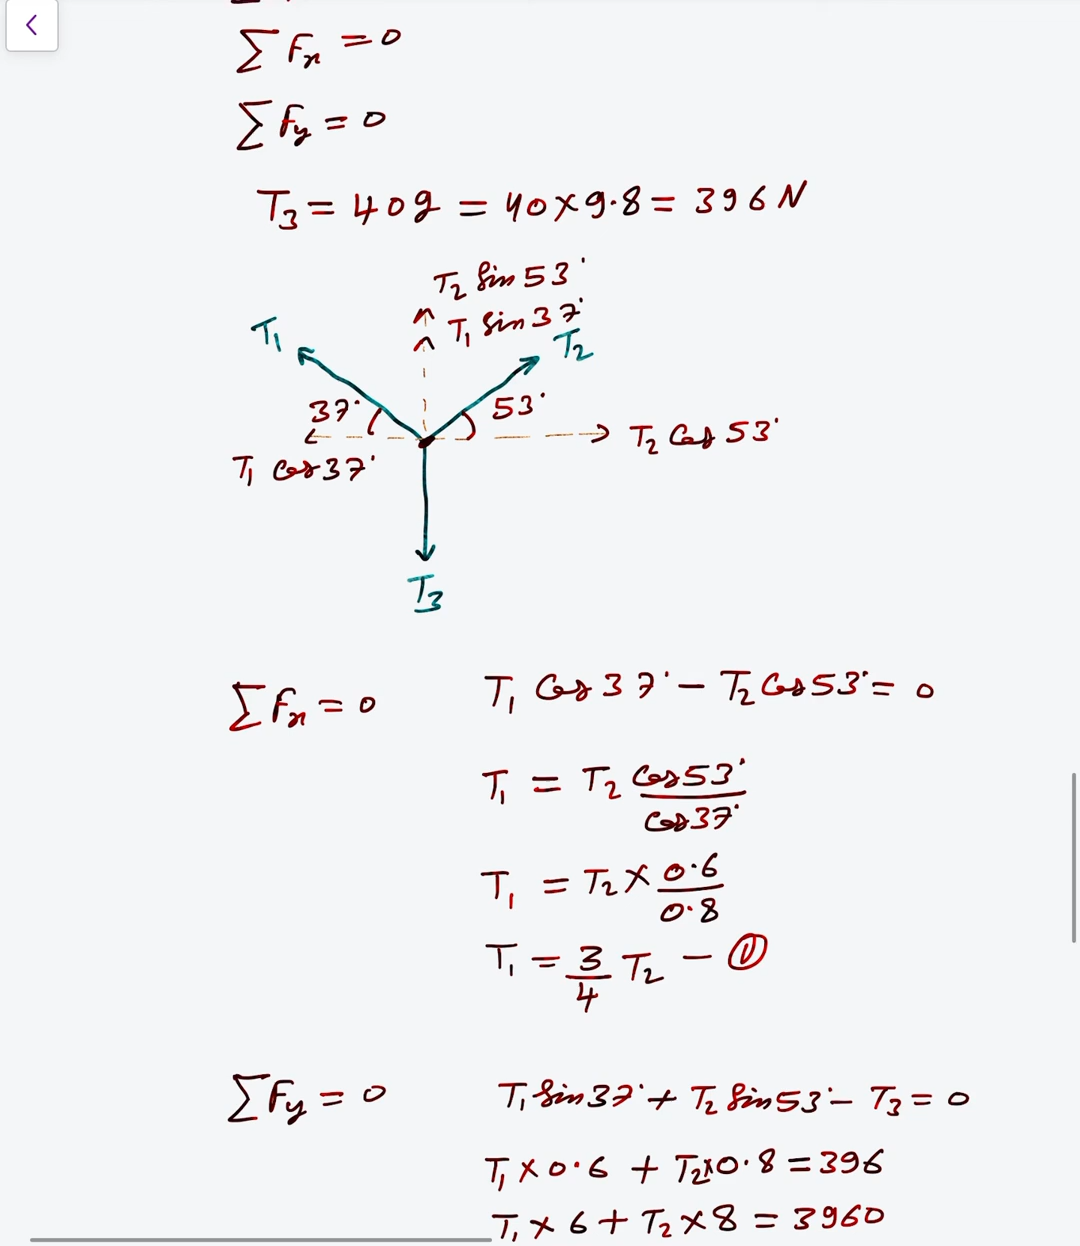 ∑Fx = 0
∑Fy = 0
T₃ = 40g = 40×9.8 = 396 N
T₂ Sin 53°
T₁ Sin 37°
T₁
T₂
37°
53°
T₂ Cos 53°
T₁ Cos 37°
T₃
∑Fx = 0 T₁ Cos 37° − T₂ Cos 53° = 0
T₁ = T₂ Cos 53° / Cos 37°
T₁ = T₂ × 0.6 / 0.8
T₁ = 3/4 T₂ − ①
∑Fy = 0 T₁ Sin 37° + T₂ Sin 53° − T₃ = 0
T₁ × 0.6 + T₂ × 0.8 = 396
T₁ × 6 + T₂ × 8 = 3960